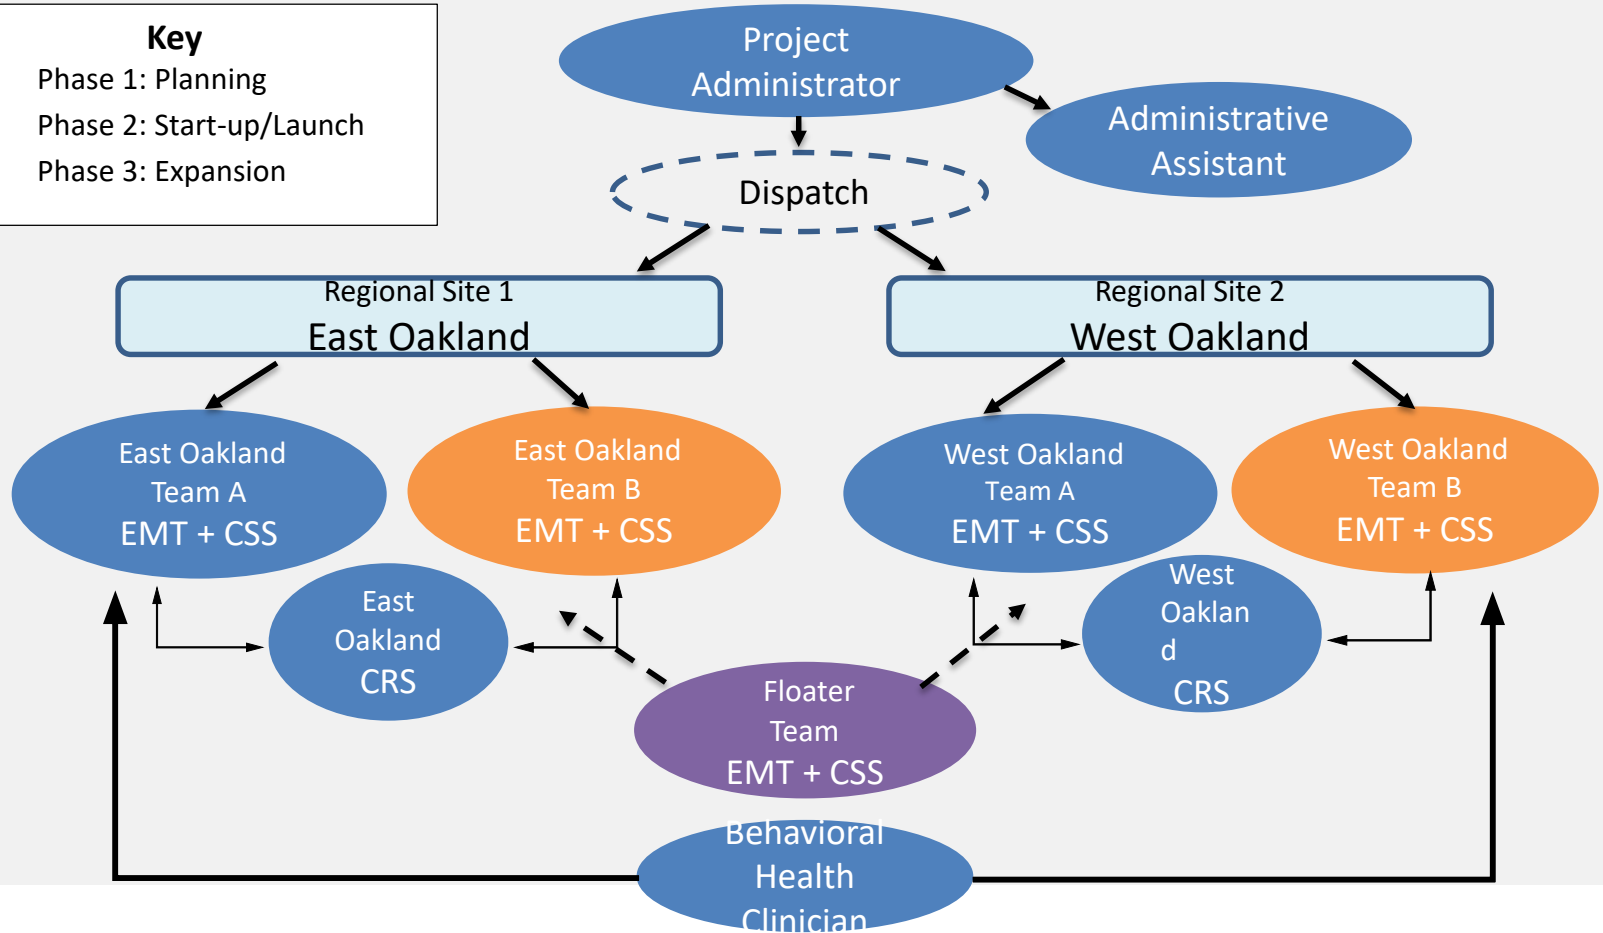 Key
Phase 1: Planning
Phase 2: Start-up/Launch
Phase 3: Expansion
Project
Administrator
Administrative
Assistant
Dispatch
Regional Site 1
East Oakland
Regional Site 2
West Oakland
East Oakland
Team A
EMT + CSS
East Oakland
Team B
EMT + CSS
West Oakland
Team A
EMT + CSS
West Oakland
Team B
EMT + CSS
East
Oakland
CRS
West
Oaklan
d
CRS
Floater
Team
EMT + CSS
Behavioral
Health
Clinician